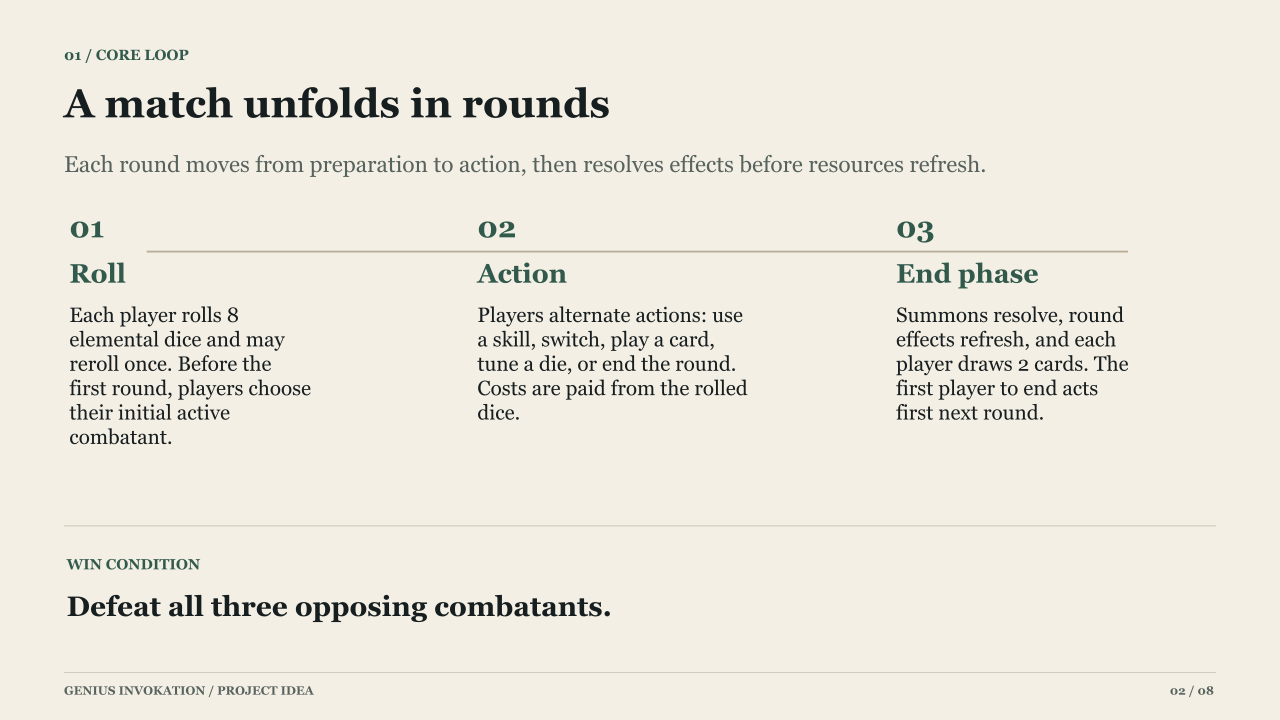 01 / CORE LOOP
A match unfolds in rounds
Each round moves from preparation to action, then resolves effects before resources refresh.
01
Roll
Each player rolls 8
elemental dice and may
reroll once. Before the
first round, players choose
their initial active
combatant.
02
Action
Players alternate actions: use
a skill, switch, play a card,
tune a die, or end the round.
Costs are paid from the rolled
dice.
03
End phase
Summons resolve, round
effects refresh, and each
player draws 2 cards. The
first player to end acts
first next round.
WIN CONDITION
Defeat all three opposing combatants.
GENIUS INVOKATION / PROJECT IDEA
02 / 08